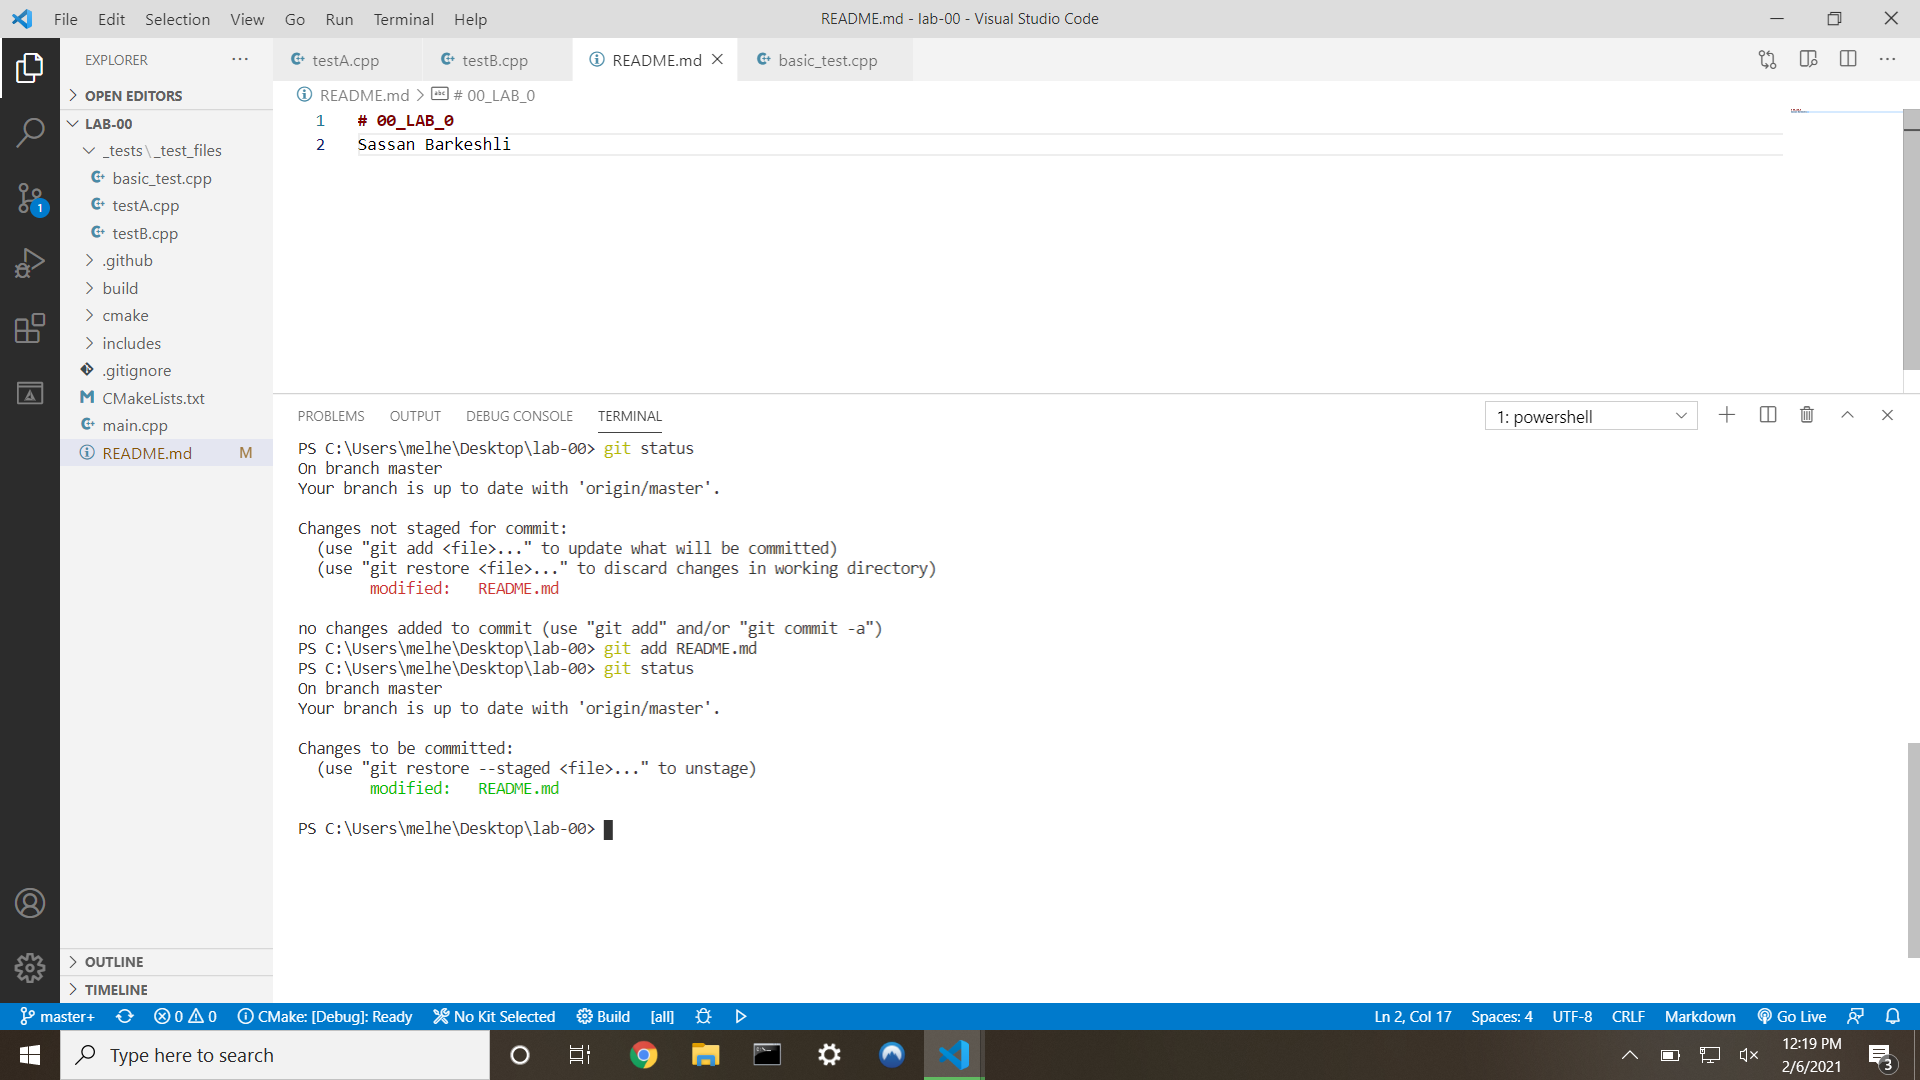 File Edit Selection View Go Run Terminal Help
README.md - lab-00 - Visual Studio Code
EXPLORER
OPEN EDITORS
LAB-00
_tests\_test_files
basic_test.cpp
testA.cpp
testB.cpp
.github
build
cmake
includes
.gitignore
CMakeLists.txt
main.cpp
README.md M
OUTLINE
TIMELINE
1
testA.cpp testB.cpp README.md basic_test.cpp
README.md > # 00_LAB_0
1 # 00_LAB_0
2 Sassan Barkeshli
PROBLEMS OUTPUT DEBUG CONSOLE TERMINAL
1: powershell
PS C:\Users\melhe\Desktop\lab-00> git status
On branch master
Your branch is up to date with 'origin/master'.
Changes not staged for commit:
(use "git add <file>..." to update what will be committed)
(use "git restore <file>..." to discard changes in working directory)
modified: README.md
no changes added to commit (use "git add" and/or "git commit -a")
PS C:\Users\melhe\Desktop\lab-00> git add README.md
PS C:\Users\melhe\Desktop\lab-00> git status
On branch master
Your branch is up to date with 'origin/master'.
Changes to be committed:
(use "git restore --staged <file>..." to unstage)
modified: README.md
PS C:\Users\melhe\Desktop\lab-00>
master+ 0 0 CMake: [Debug]: Ready No Kit Selected Build [all]
Ln 2, Col 17 Spaces: 4 UTF-8 CRLF Markdown Go Live
Type here to search
12:19 PM
2/6/2021
3